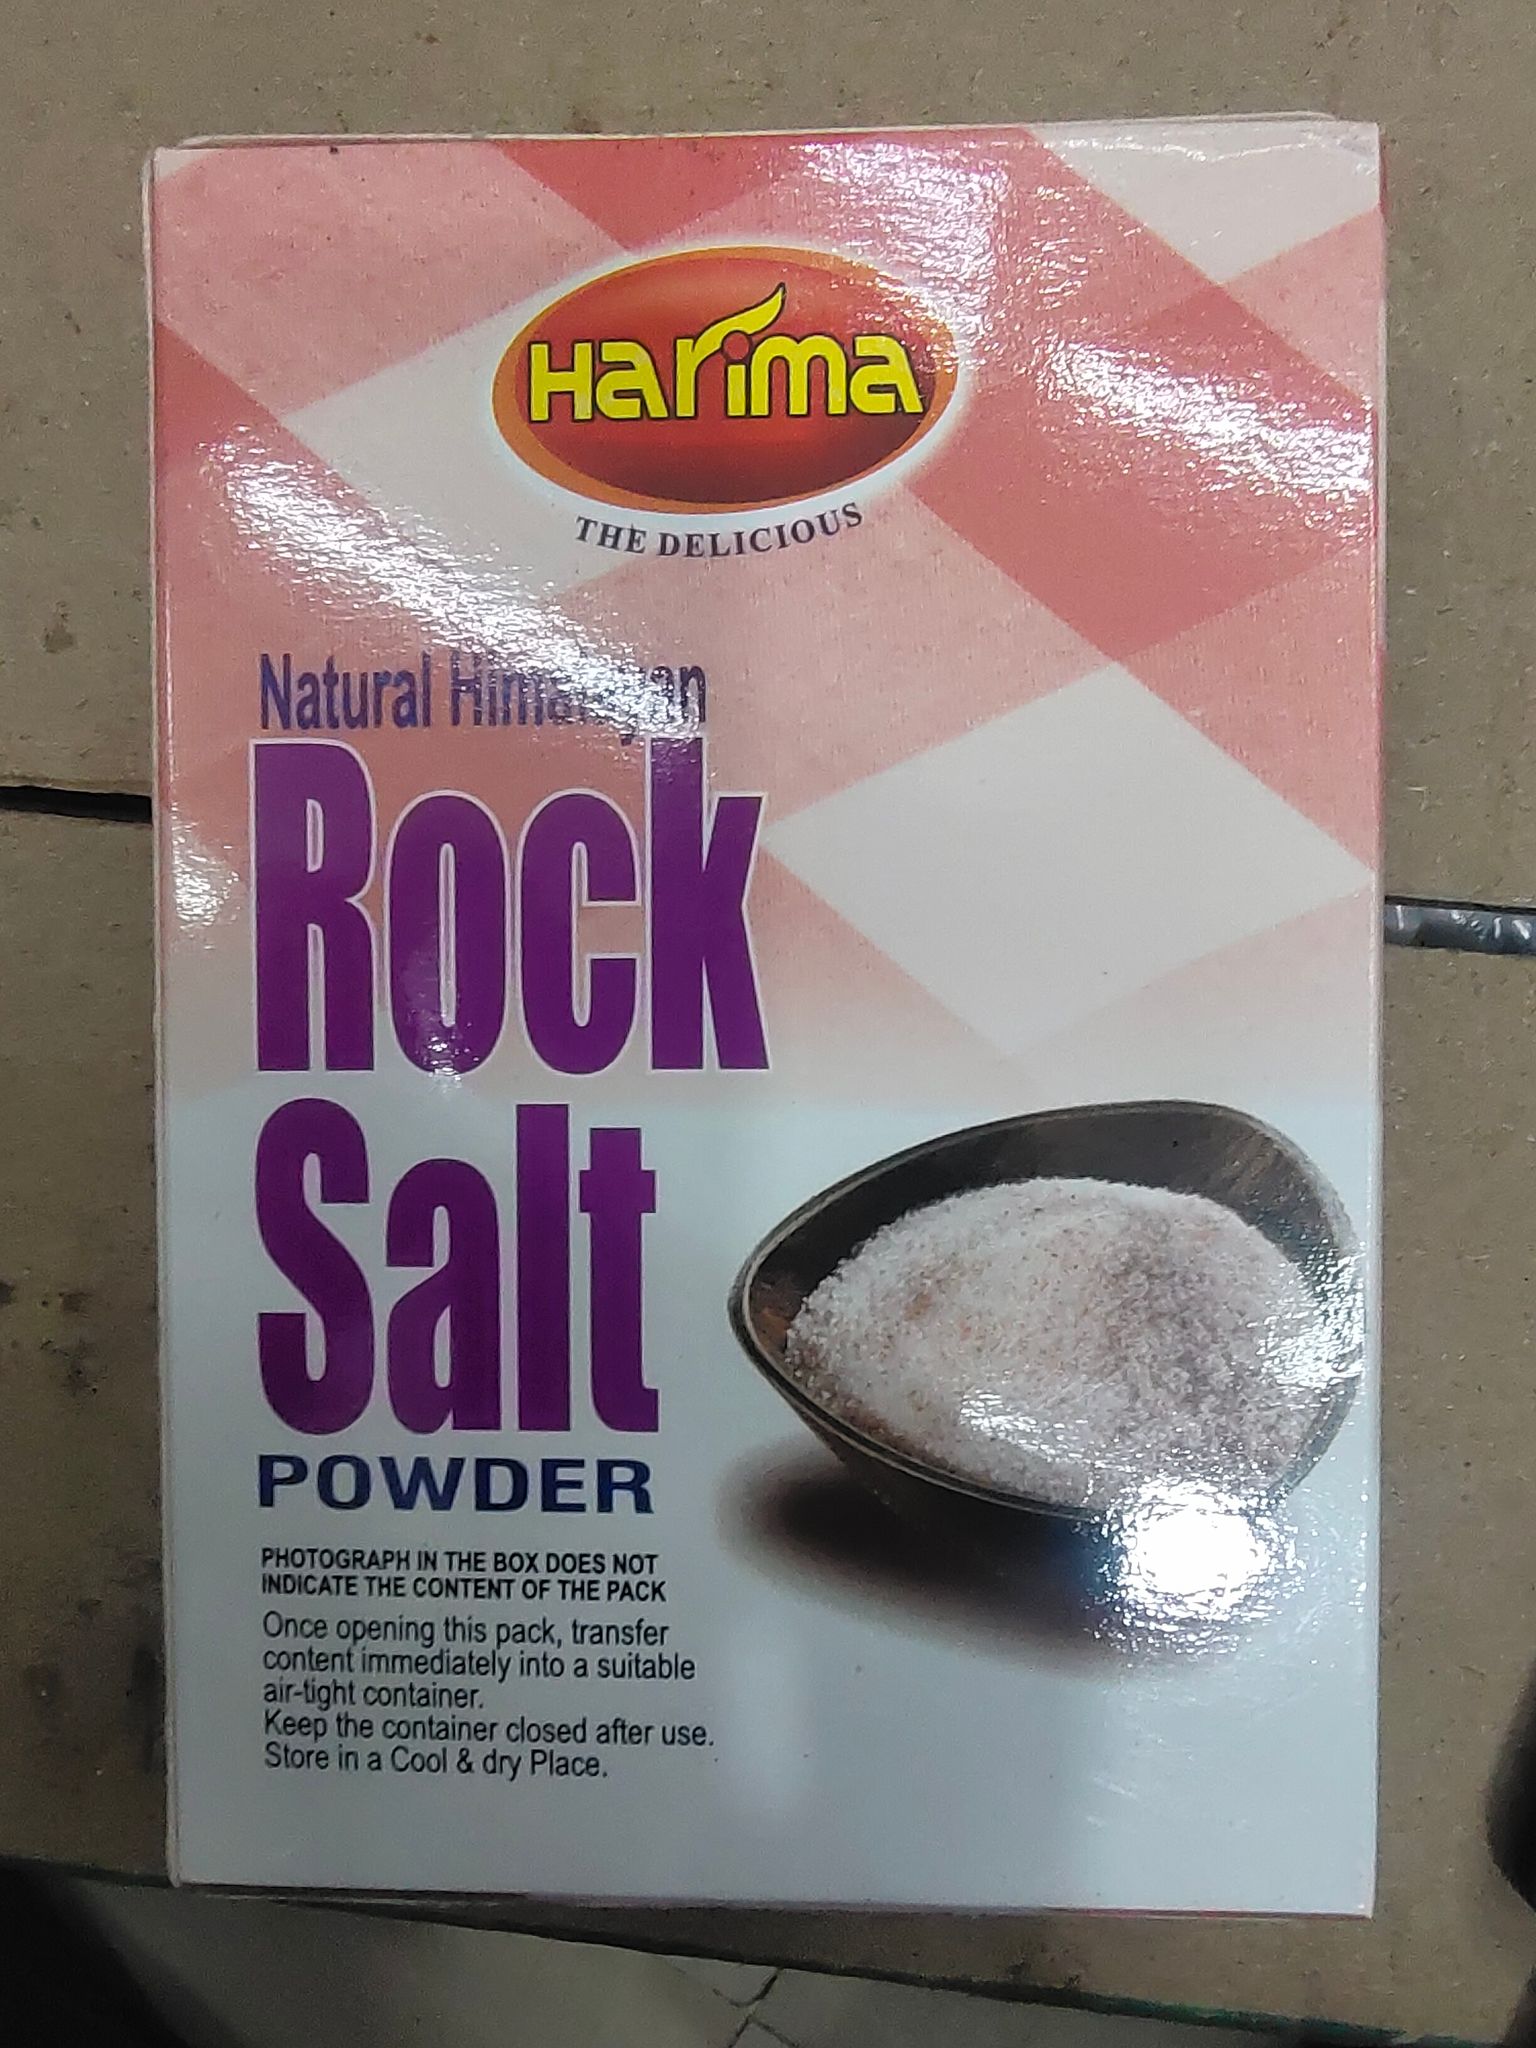 Harima
THE DELICIOUS
Natural Himalayan
Rock
Salt
POWDER
PHOTOGRAPH IN THE BOX DOES NOT
INDICATE THE CONTENT OF THE PACK
Once opening this pack, transfer
content immediately into a suitable
air-tight container.
Keep the container closed after use.
Store in a Cool & dry Place.